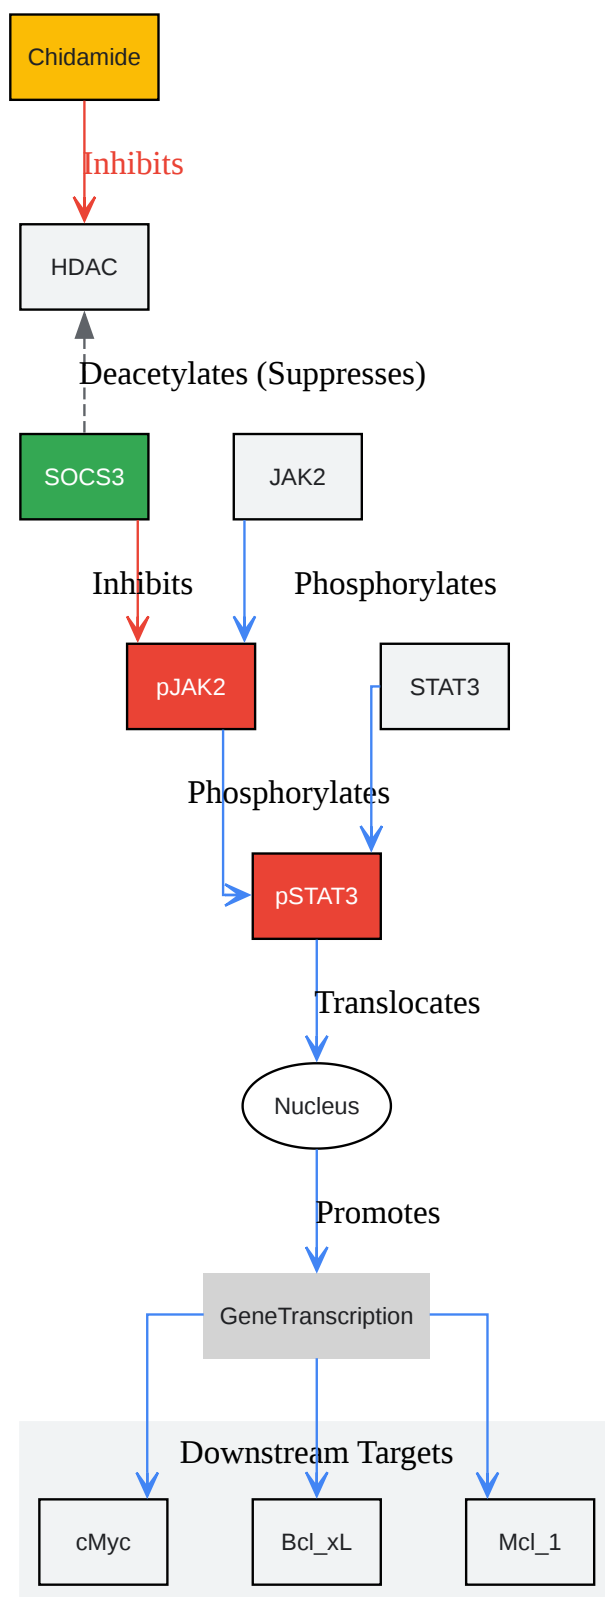 Chidamide
Inhibits
HDAC
Deacetylates (Suppresses)
SOCS3
JAK2
Inhibits
Phosphorylates
pJAK2
STAT3
Phosphorylates
pSTAT3
Translocates
Nucleus
Promotes
GeneTranscription
Downstream Targets
cMyc
Bcl_xL
Mcl_1